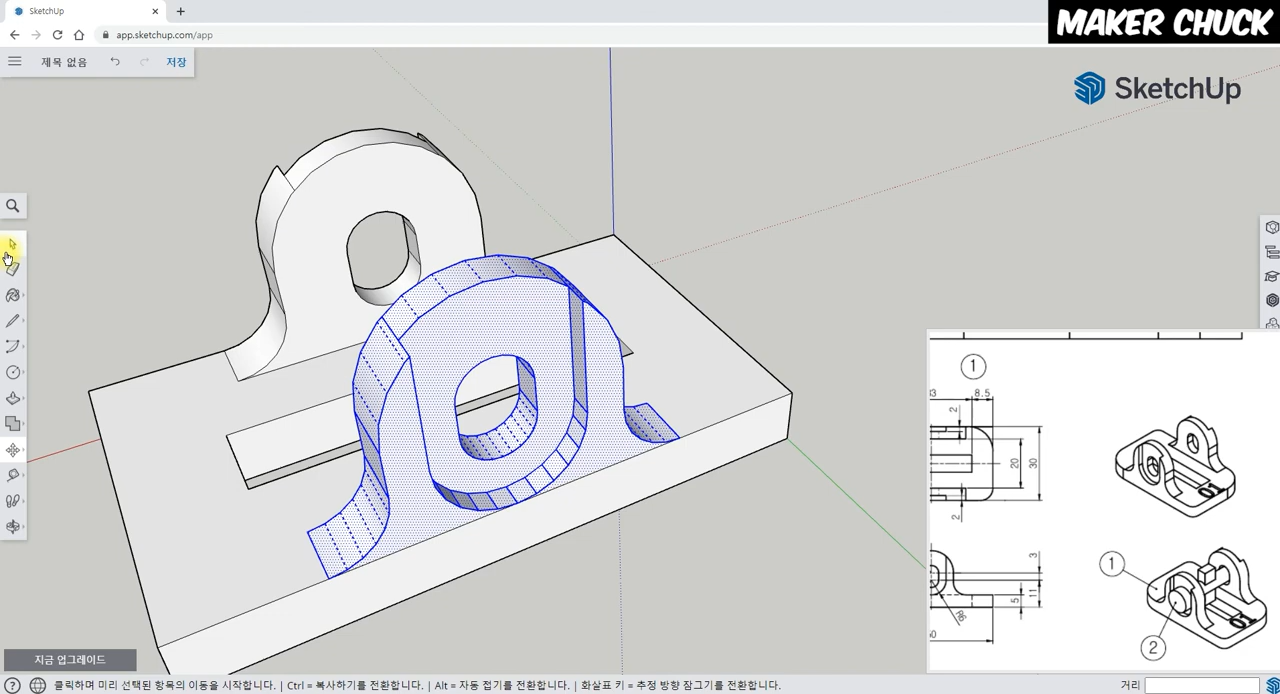 SketchUp
app.sketchup.com/app
MAKER CHUCK
제목 없음
저장
SketchUp
1
8.5
2
20
30
2
01
3
11
5
R6
1
2
01
지금 업그레이드
클릭하며 미리 선택된 항목의 이동을 시작합니다. | Ctrl = 복사하기를 전환합니다. | Alt = 자동 접기를 전환합니다. | 화살표 키 = 추정 방향 잠그기를 전환합니다.
거리